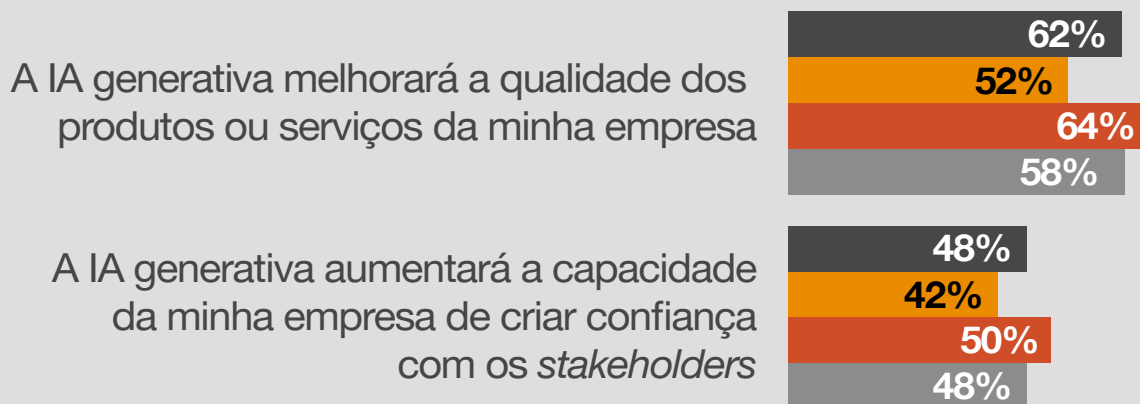 A IA generativa melhorará a qualidade dos
produtos ou serviços da minha empresa
62%
52%
64%
58%
A IA generativa aumentará a capacidade
da minha empresa de criar confiança
com os stakeholders
48%
42%
50%
48%